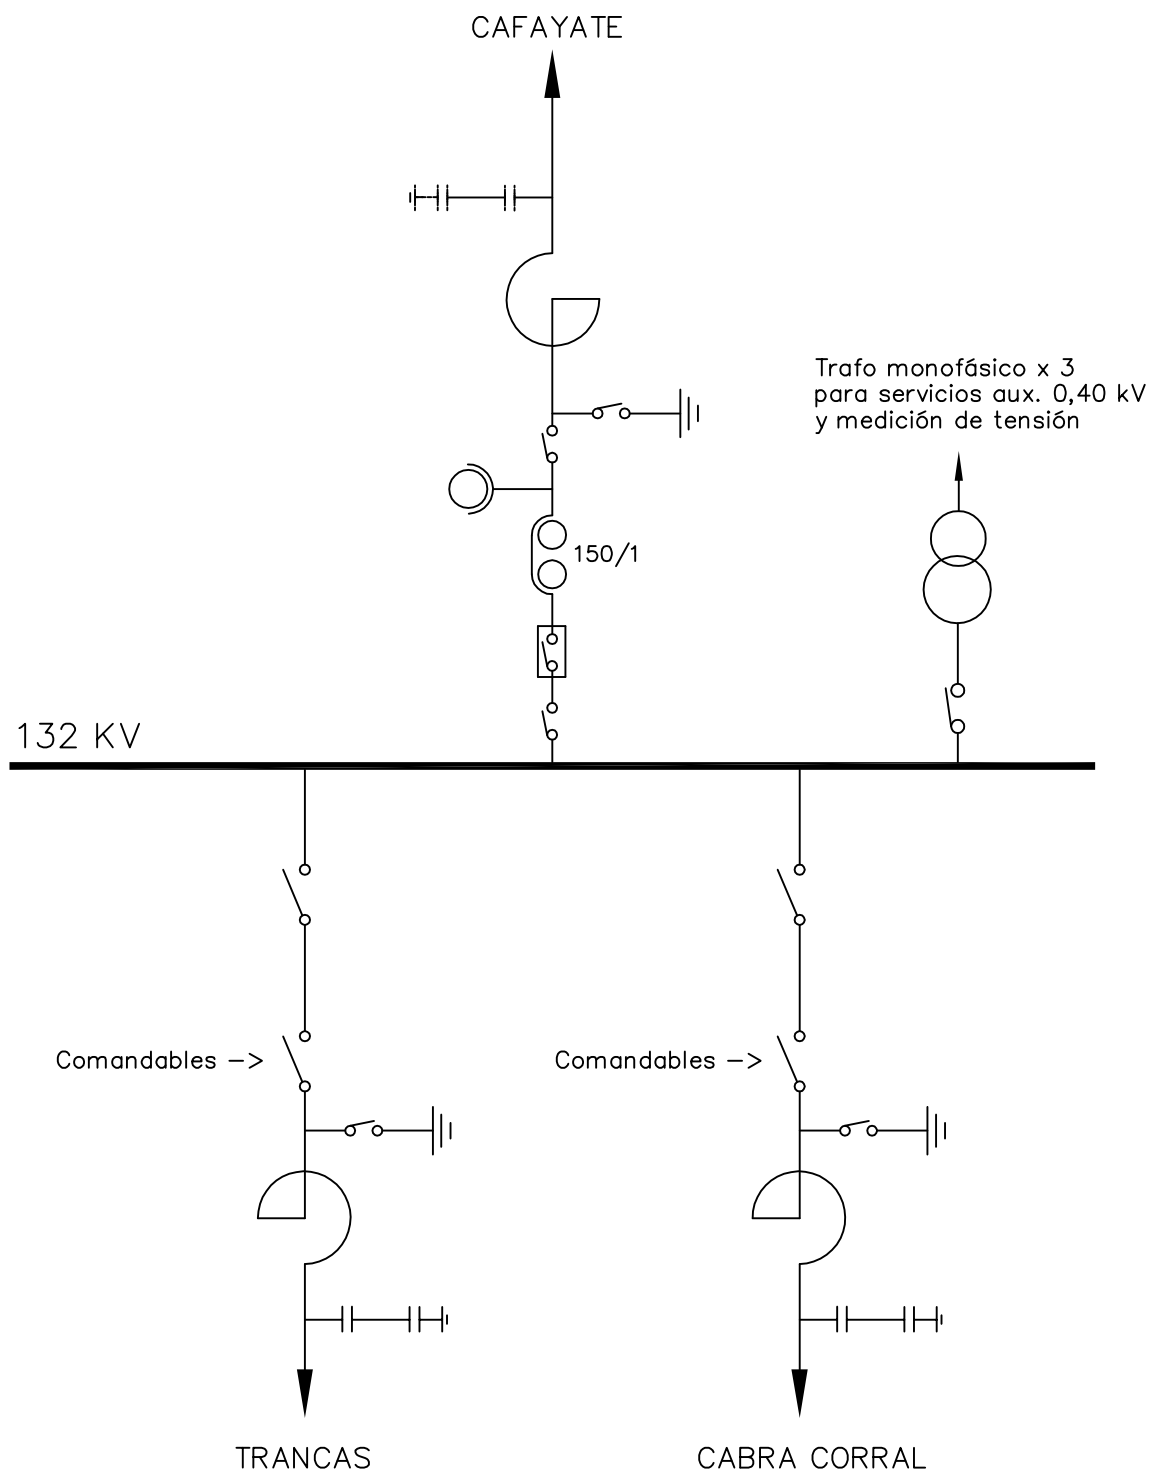 CAFAYATE
Trafo monofásico x 3
para servicios aux. 0,40 kV
y medición de tensión
150/1
132 KV
Comandables ->
Comandables ->
TRANCAS
CABRA CORRAL